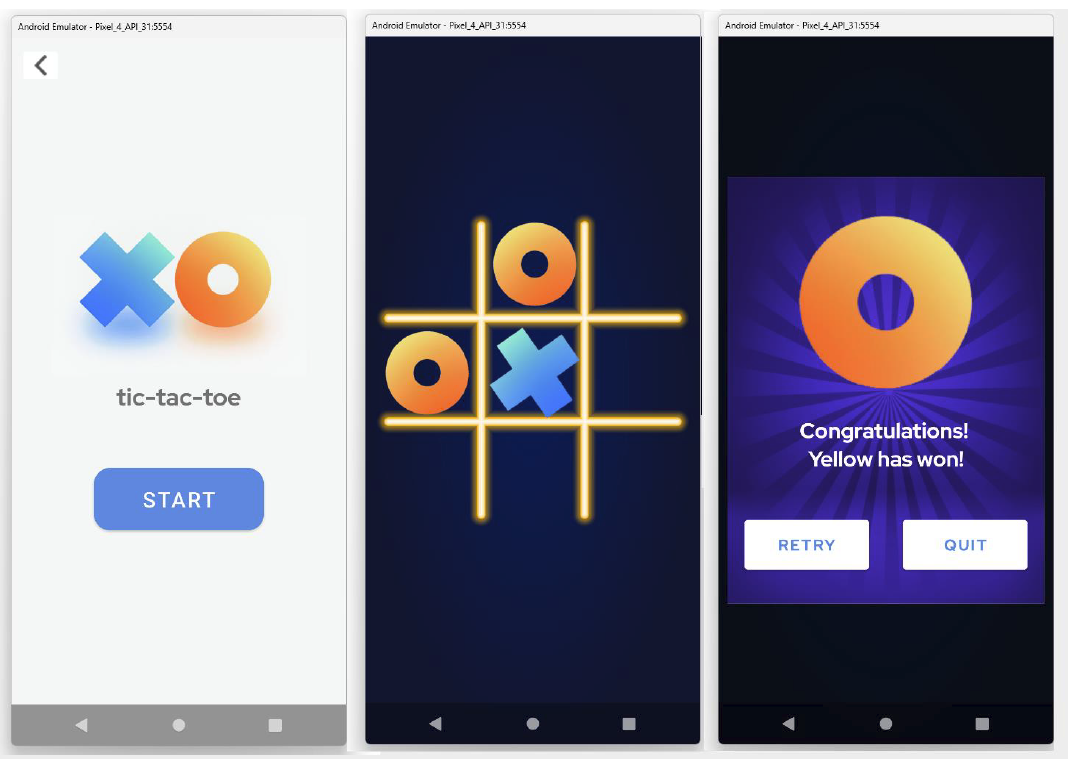 Android Emulator - Pixel_4_API_31:5554
tic-tac-toe
START
Android Emulator - Pixel_4_API_31:5554
Android Emulator - Pixel_4_API_31:5554
Congratulations!
Yellow has won!
RETRY
QUIT